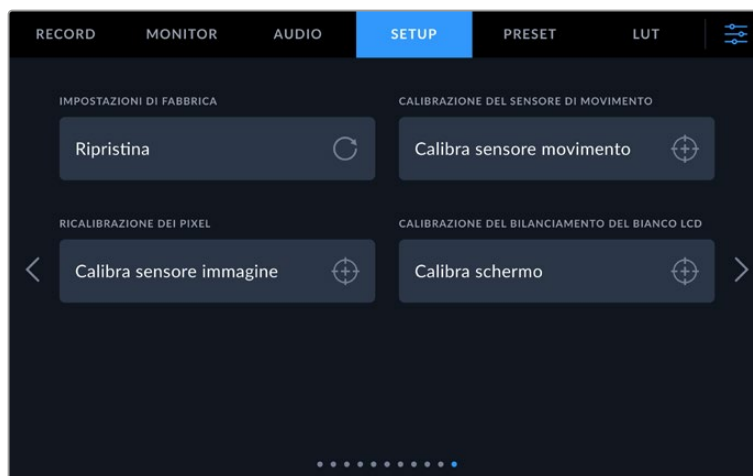 RECORD MONITOR AUDIO SETUP PRESET LUT
IMPOSTAZIONI DI FABBRICA CALIBRAZIONE DEL SENSORE DI MOVIMENTO
Ripristina Calibra sensore movimento
RICALIBRAZIONE DEI PIXEL CALIBRAZIONE DEL BILANCIAMENTO DEL BIANCO LCD
Calibra sensore immagine Calibra schermo